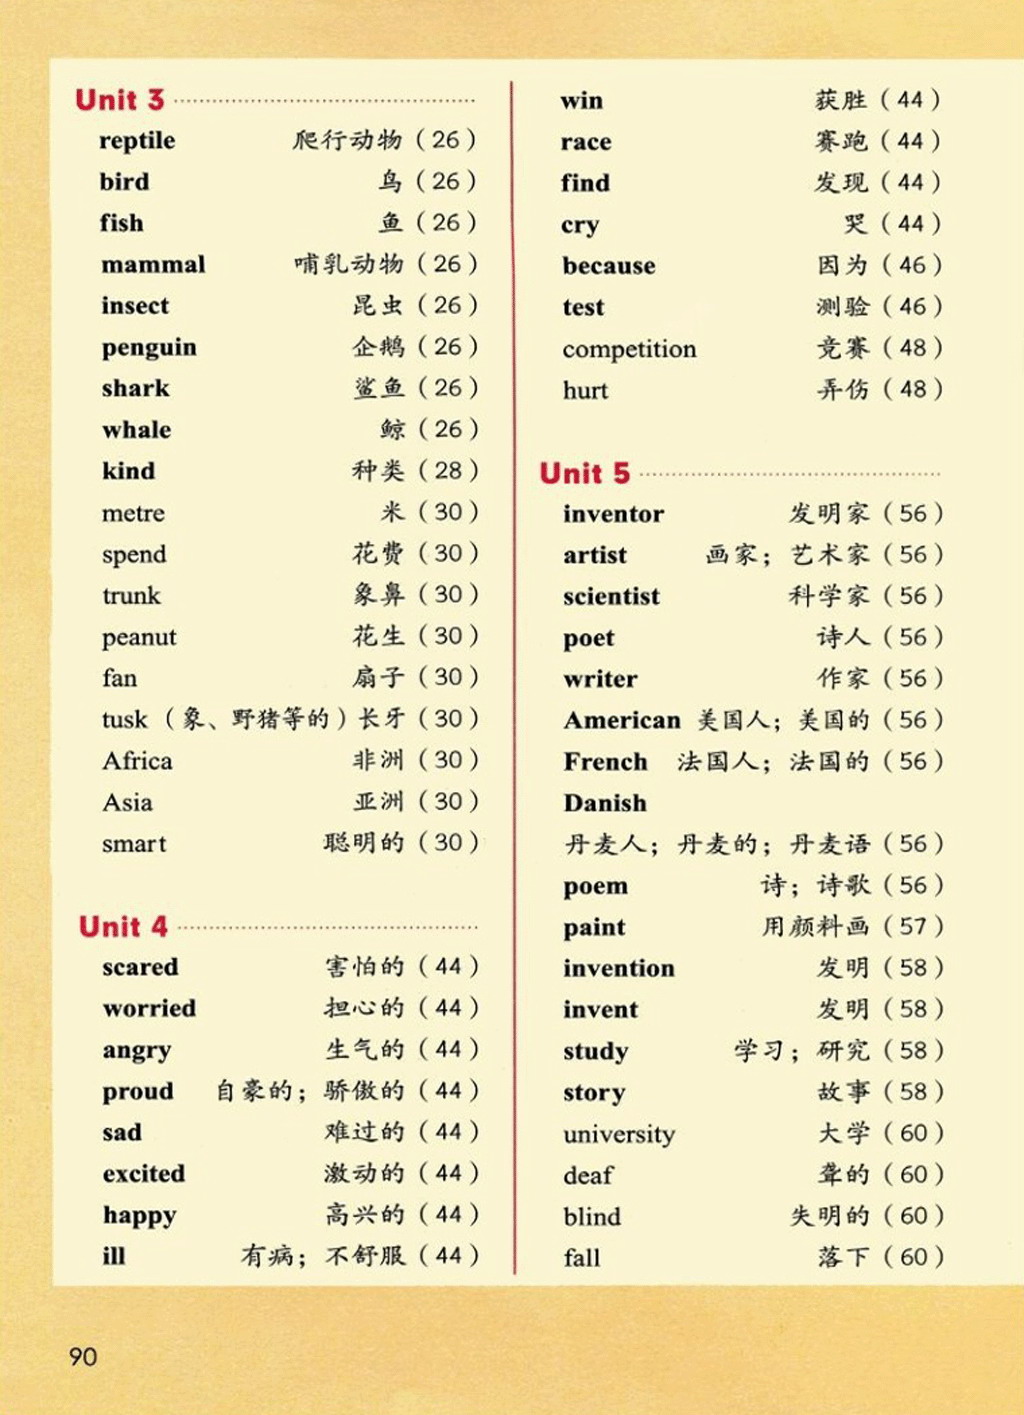 Unit 3
reptile 爬行动物（26）
bird 鸟（26）
fish 鱼（26）
mammal 哺乳动物（26）
insect 昆虫（26）
penguin 企鹅（26）
shark 鲨鱼（26）
whale 鲸（26）
kind 种类（28）
metre 米（30）
spend 花费（30）
trunk 象鼻（30）
peanut 花生（30）
fan 扇子（30）
tusk （象、野猪等的）长牙（30）
Africa 非洲（30）
Asia 亚洲（30）
smart 聪明的（30）
Unit 4
scared 害怕的（44）
worried 担心的（44）
angry 生气的（44）
proud 自豪的；骄傲的（44）
sad 难过的（44）
excited 激动的（44）
happy 高兴的（44）
ill 有病；不舒服（44）
win 获胜（44）
race 赛跑（44）
find 发现（44）
cry 哭（44）
because 因为（46）
test 测验（46）
competition 竞赛（48）
hurt 弄伤（48）
Unit 5
inventor 发明家（56）
artist 画家；艺术家（56）
scientist 科学家（56）
poet 诗人（56）
writer 作家（56）
American 美国人；美国的（56）
French 法国人；法国的（56）
Danish
丹麦人；丹麦的；丹麦语（56）
poem 诗；诗歌（56）
paint 用颜料画（57）
invention 发明（58）
invent 发明（58）
study 学习；研究（58）
story 故事（58）
university 大学（60）
deaf 聋的（60）
blind 失明的（60）
fall 落下（60）
90